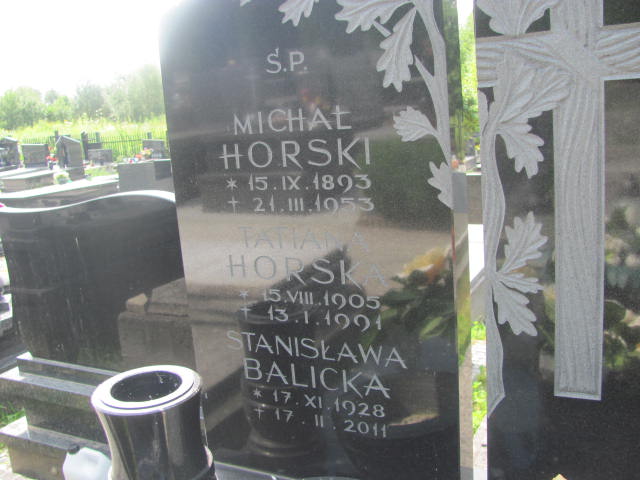 Ś.P.
MICHAŁ
HORSKI
* 15.IX.1893
† 21.III.1953
TATIANA
HORSKA
* 15.VIII.1905
† 13.I.1991
STANISŁAWA
BALICKA
* 17.XI.1928
† 17.II.2011